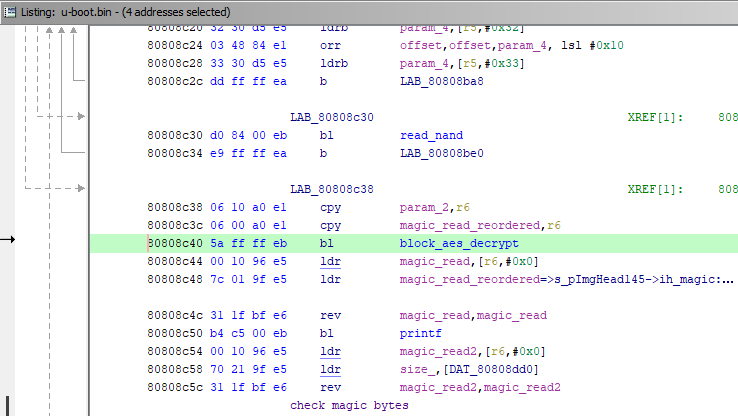 Listing: u-boot.bin - (4 addresses selected)
80808c20 32 30 d5 e5 ldrb param_4,[r5,#0x32]
80808c24 03 48 84 e1 orr offset,offset,param_4, lsl #0x10
80808c28 33 30 d5 e5 ldrb param_4,[r5,#0x33]
80808c2c dd ff ff ea b LAB_80808ba8
LAB_80808c30 XREF[1]: 808
80808c30 d0 84 00 eb bl read_nand
80808c34 e9 ff ff ea b LAB_80808be0
LAB_80808c38 XREF[1]: 808
80808c38 06 10 a0 e1 cpy param_2,r6
80808c3c 06 00 a0 e1 cpy magic_read_reordered,r6
80808c40 5a ff ff eb bl block_aes_decrypt
80808c44 00 10 96 e5 ldr magic_read,[r6,#0x0]
80808c48 7c 01 9f e5 ldr magic_read_reordered=>s_pImgHead145->ih_magic:...
80808c4c 31 1f bf e6 rev magic_read,magic_read
80808c50 b4 c5 00 eb bl printf
80808c54 00 10 96 e5 ldr magic_read2,[r6,#0x0]
80808c58 70 21 9f e5 ldr size_,[DAT_80808dd0]
80808c5c 31 1f bf e6 rev magic_read2,magic_read2
check magic bytes